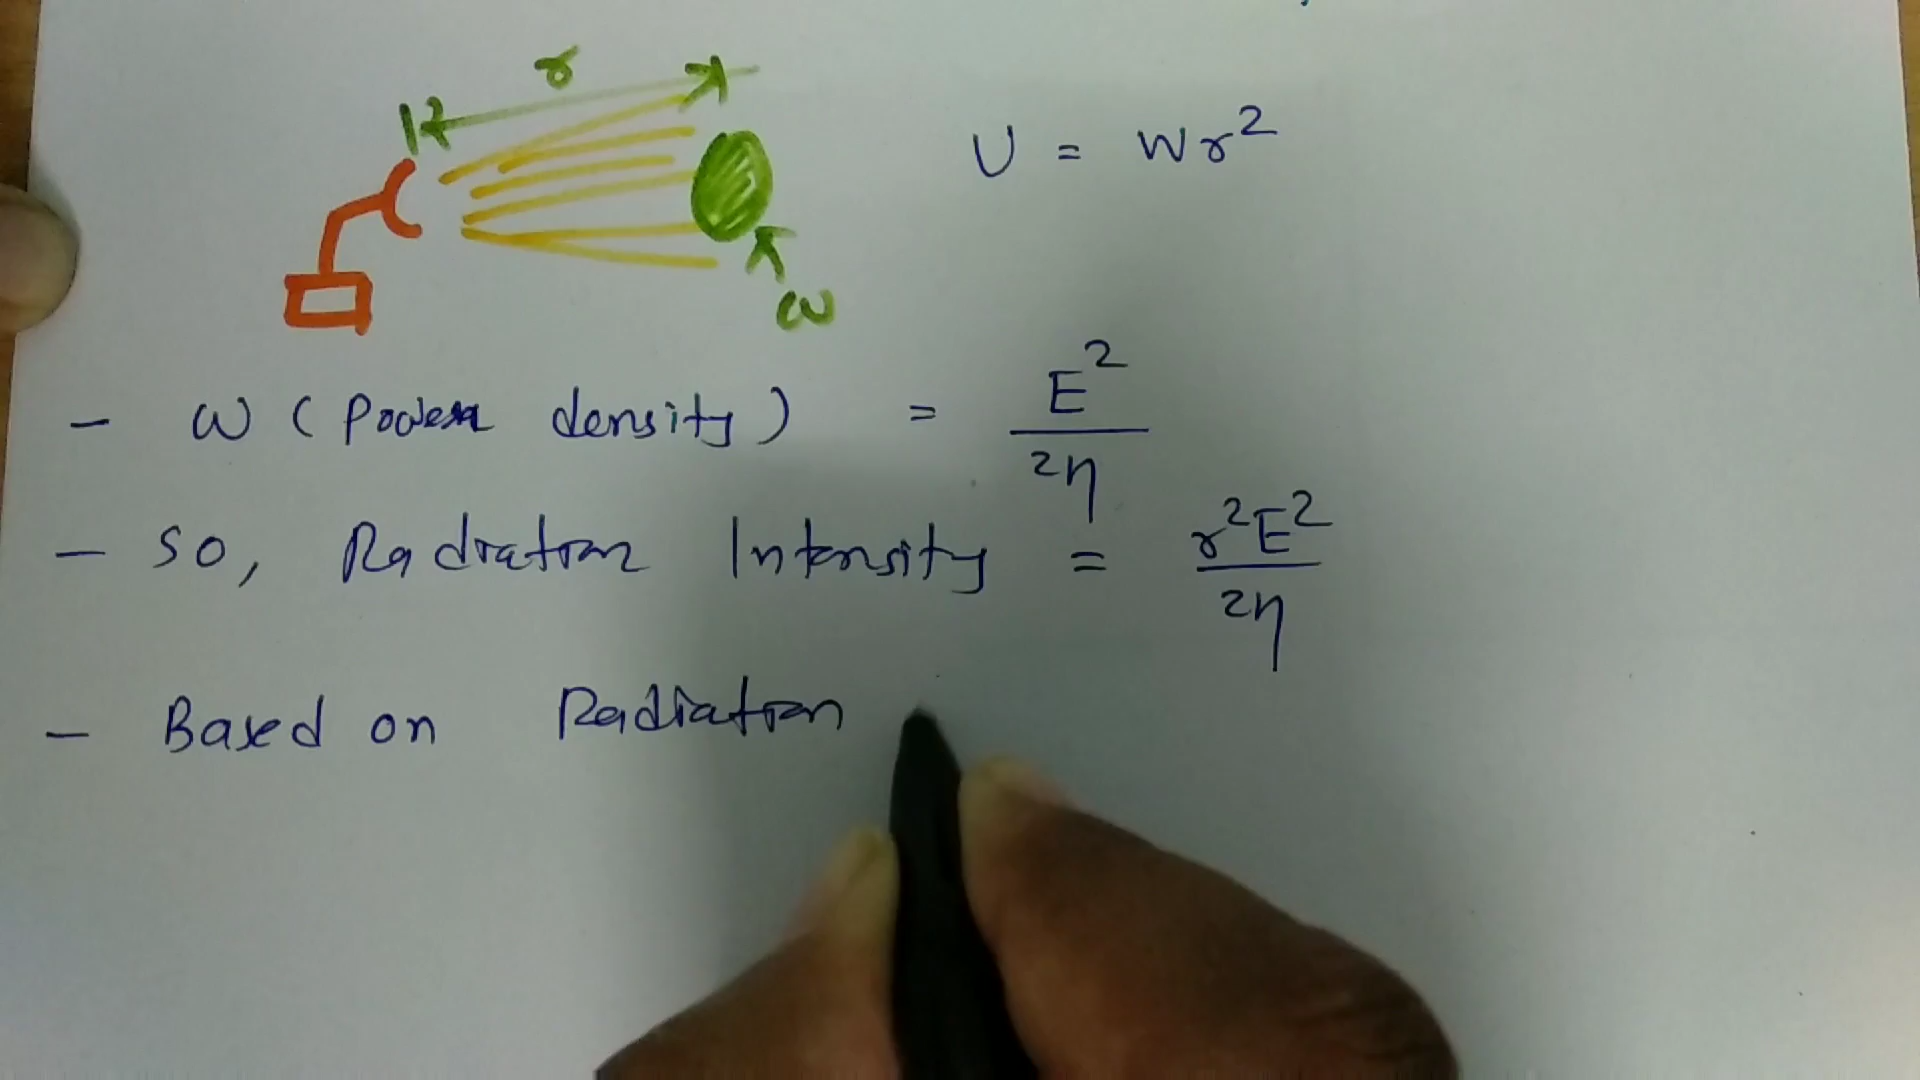 r
U = Wr²
W
- W (Power density) = E² / 2η
- So, Radiation Intensity = r²E² / 2η
- Based on Radiation